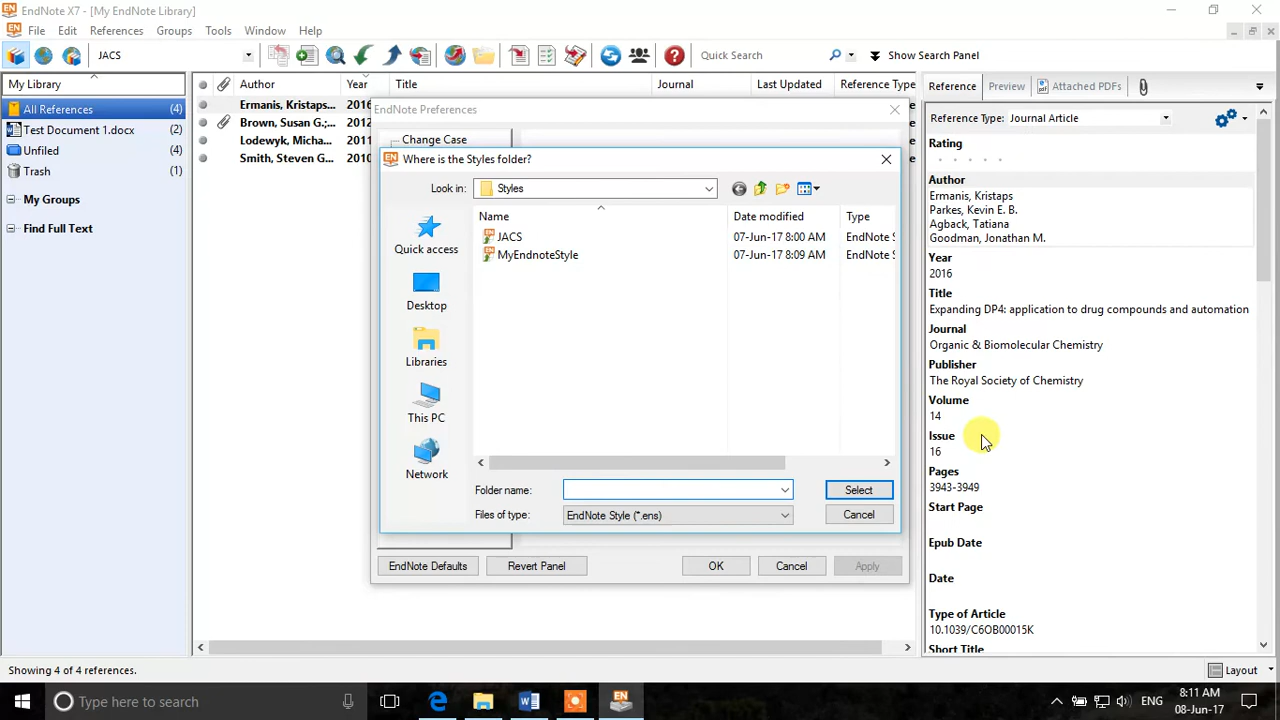 EndNote X7 - [My EndNote Library]
File Edit References Groups Tools Window Help
JACS
Quick Search
Show Search Panel
My Library
All References (4)
Test Document 1.docx (2)
Unfiled (4)
Trash (1)
My Groups
Find Full Text
Author Year Title Journal Last Updated Reference Type
Ermanis, Kristaps... 2016
Brown, Susan G.;... 2012
Lodewyk, Micha... 2011
Smith, Steven G... 2010
EndNote Preferences
Change Case
Where is the Styles folder?
Look in: Styles
Quick access
Desktop
Libraries
This PC
Network
Name Date modified Type
JACS 07-Jun-17 8:00 AM EndNote S
MyEndnoteStyle 07-Jun-17 8:09 AM EndNote S
Folder name:
Select
Files of type: EndNote Style (*.ens)
Cancel
EndNote Defaults Revert Panel OK Cancel Apply
Reference Preview Attached PDFs
Reference Type: Journal Article
Rating
Author
Ermanis, Kristaps
Parkes, Kevin E. B.
Agback, Tatiana
Goodman, Jonathan M.
Year
2016
Title
Expanding DP4: application to drug compounds and automation
Journal
Organic & Biomolecular Chemistry
Publisher
The Royal Society of Chemistry
Volume
14
Issue
16
Pages
3943-3949
Start Page
Epub Date
Date
Type of Article
10.1039/C6OB00015K
Short Title
Showing 4 of 4 references.
Layout
Type here to search
ENG
8:11 AM
08-Jun-17